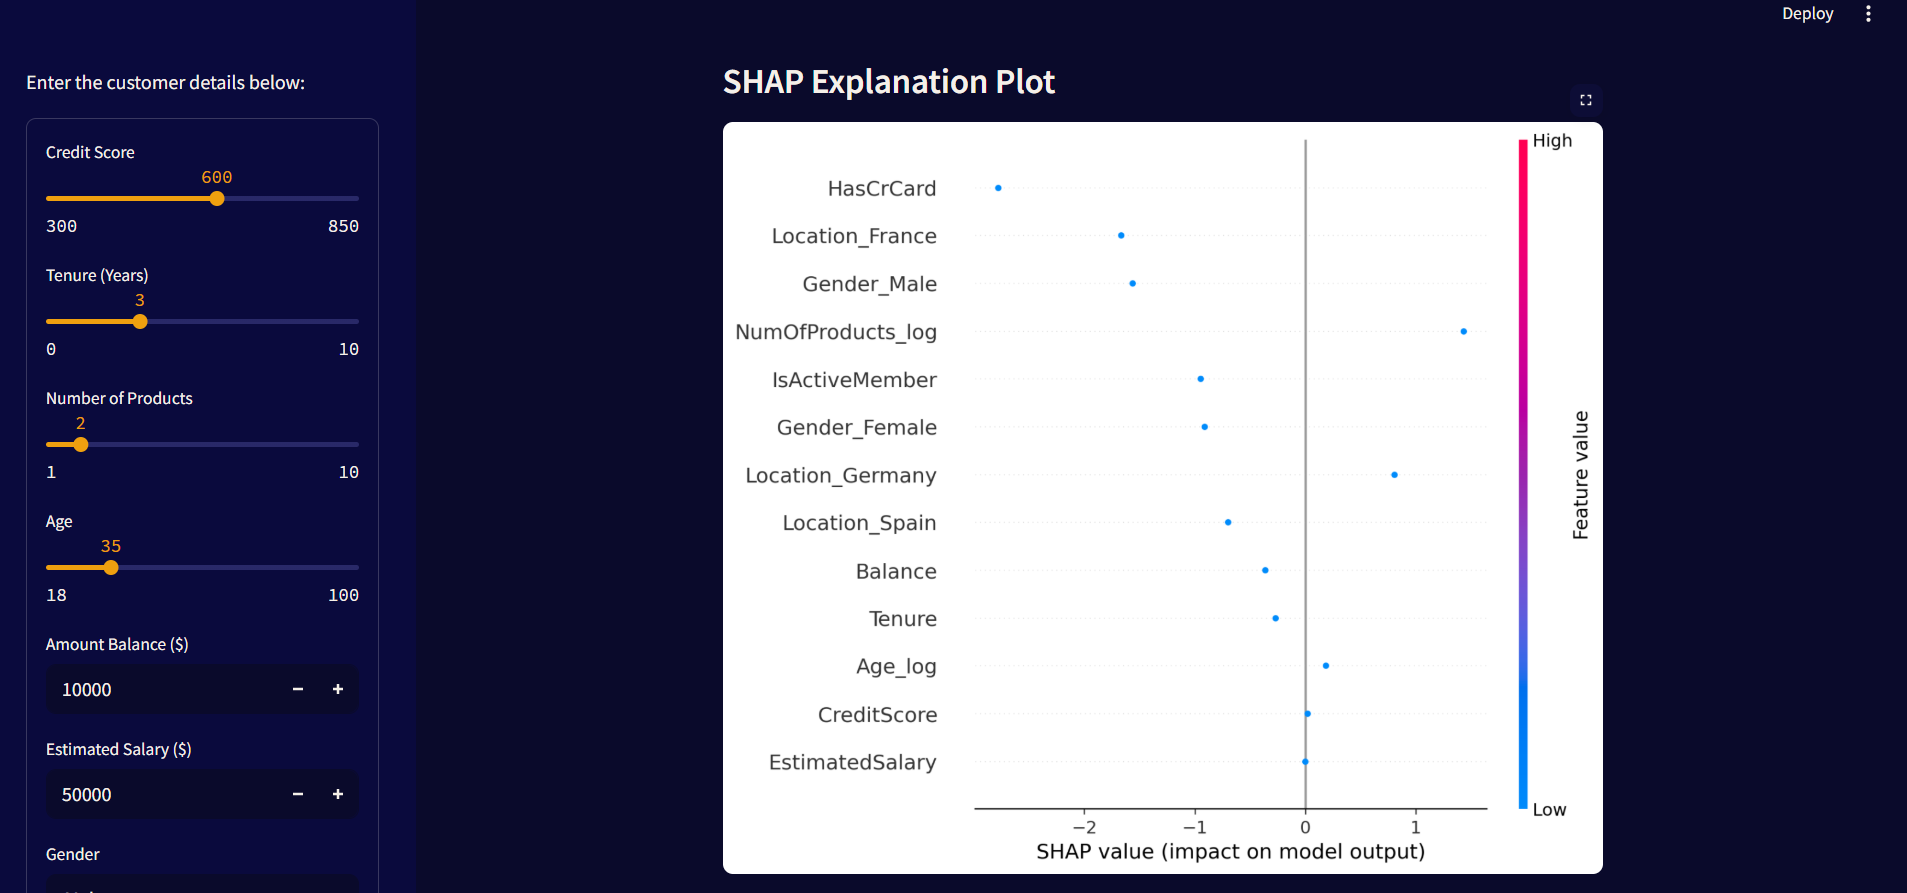 Deploy
Enter the customer details below:
Credit Score
600
300 850
Tenure (Years)
3
0 10
Number of Products
2
1 10
Age
35
18 100
Amount Balance ($)
10000
Estimated Salary ($)
50000
Gender
SHAP Explanation Plot
High
HasCrCard
Location_France
Gender_Male
NumOfProducts_log
IsActiveMember
Gender_Female
Location_Germany
Location_Spain
Balance
Tenure
Age_log
CreditScore
EstimatedSalary
Feature value
Low
−2 −1 0 1
SHAP value (impact on model output)